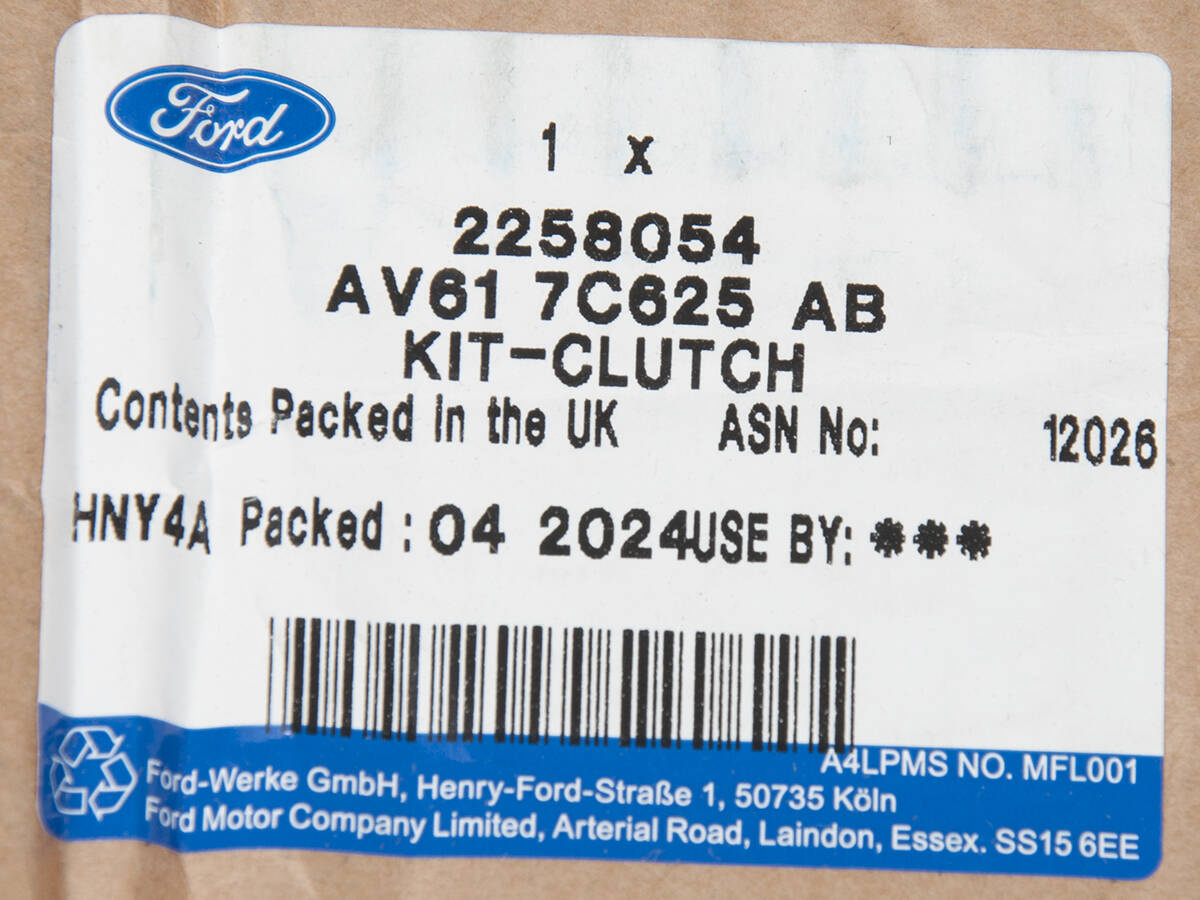 Ford
1 x
2258054
AV61 7C625 AB
KIT-CLUTCH
Contents Packed in the UK ASN No: 12026
HNY4A Packed : 04 2024USE BY: ***
A4LPMS NO. MFL001
Ford-Werke GmbH, Henry-Ford-Straße 1, 50735 Köln
Ford Motor Company Limited, Arterial Road, Laindon, Essex. SS15 6EE